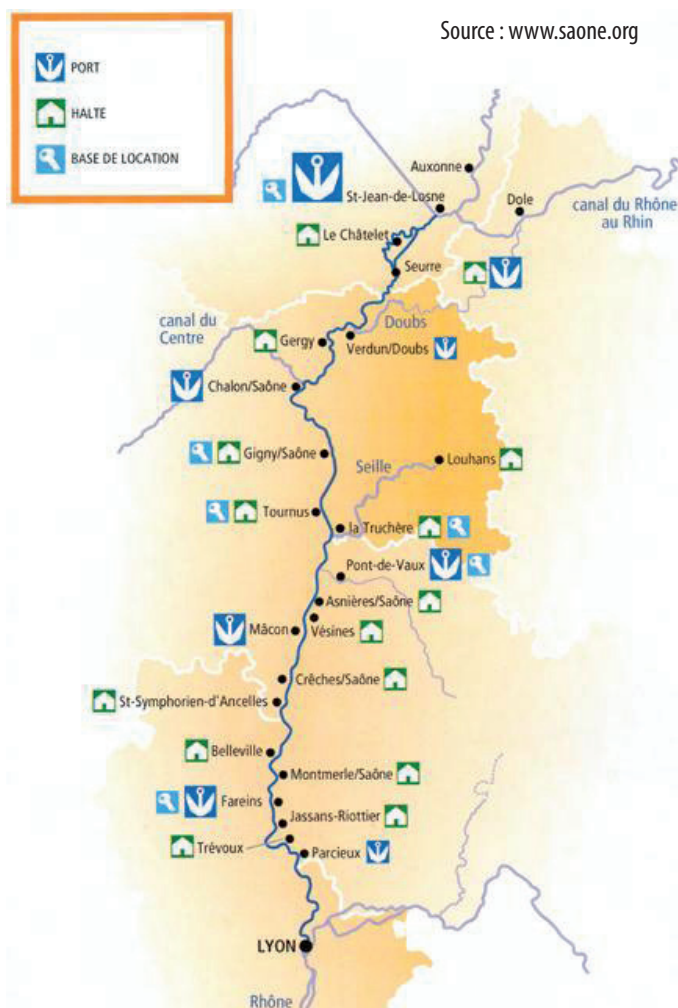 Source : www.saone.org
PORT
HALTE
BASE DE LOCATION
Auxonne
St-Jean-de-Losne
Dole
canal du Rhône
au Rhin
Le Châtelet
Seurre
canal du
Centre
Doubs
Gergy
Verdun/Doubs
Chalon/Saône
Gigny/Saône
Seille
Louhans
Tournus
la Truchère
Pont-de-Vaux
Asnières/Saône
Mâcon
Vésines
Crêches/Saône
St-Symphorien-d'Ancelles
Belleville
Montmerle/Saône
Fareins
Jassans-Riottier
Trévoux
Parcieux
LYON
Rhône